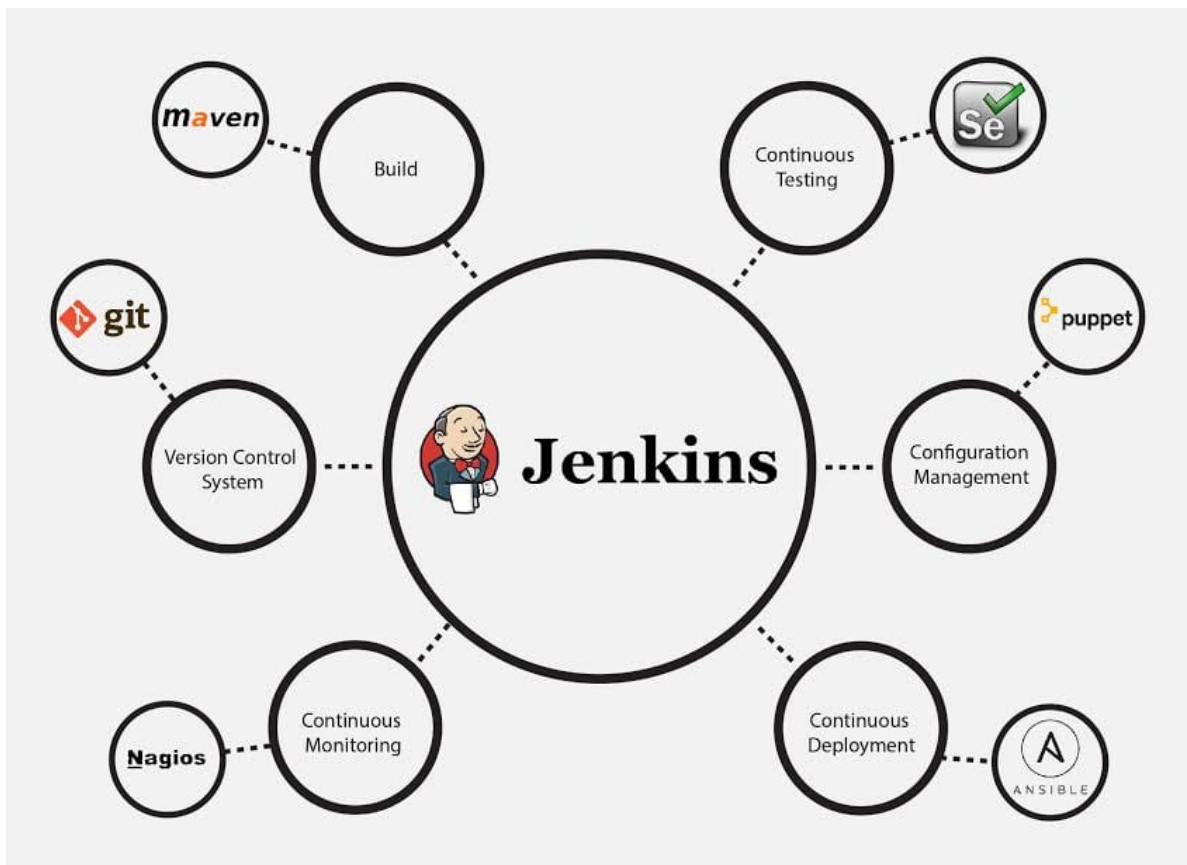 maven
Build
Continuous
Testing
Se
git
Version Control
System
Jenkins
Configuration
Management
puppet
Nagios
Continuous
Monitoring
Continuous
Deployment
ANSIBLE